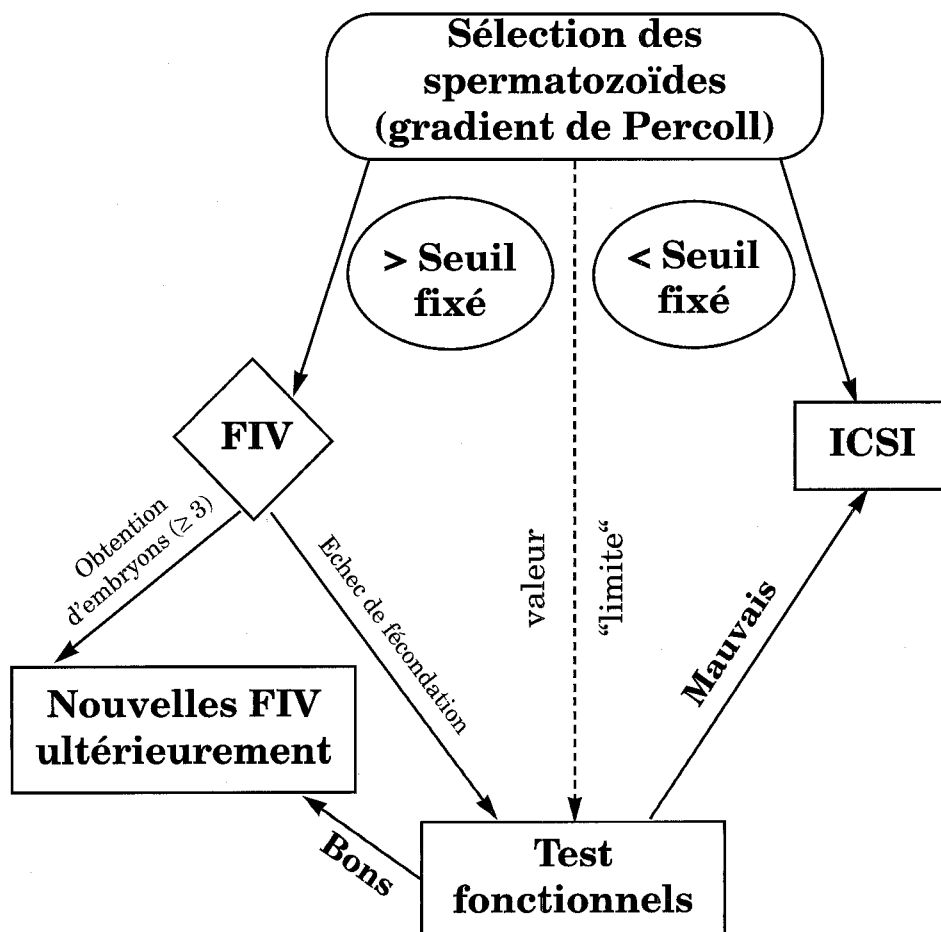 Sélection des
spermatozoïdes
(gradient de Percoll)
> Seuil
fixé
< Seuil
fixé
FIV
ICSI
Obtention
d'embryons (≥ 3)
Echec de fécondation
valeur
“limite“
Mauvais
Nouvelles FIV
ultérieurement
Bons
Test
fonctionnels